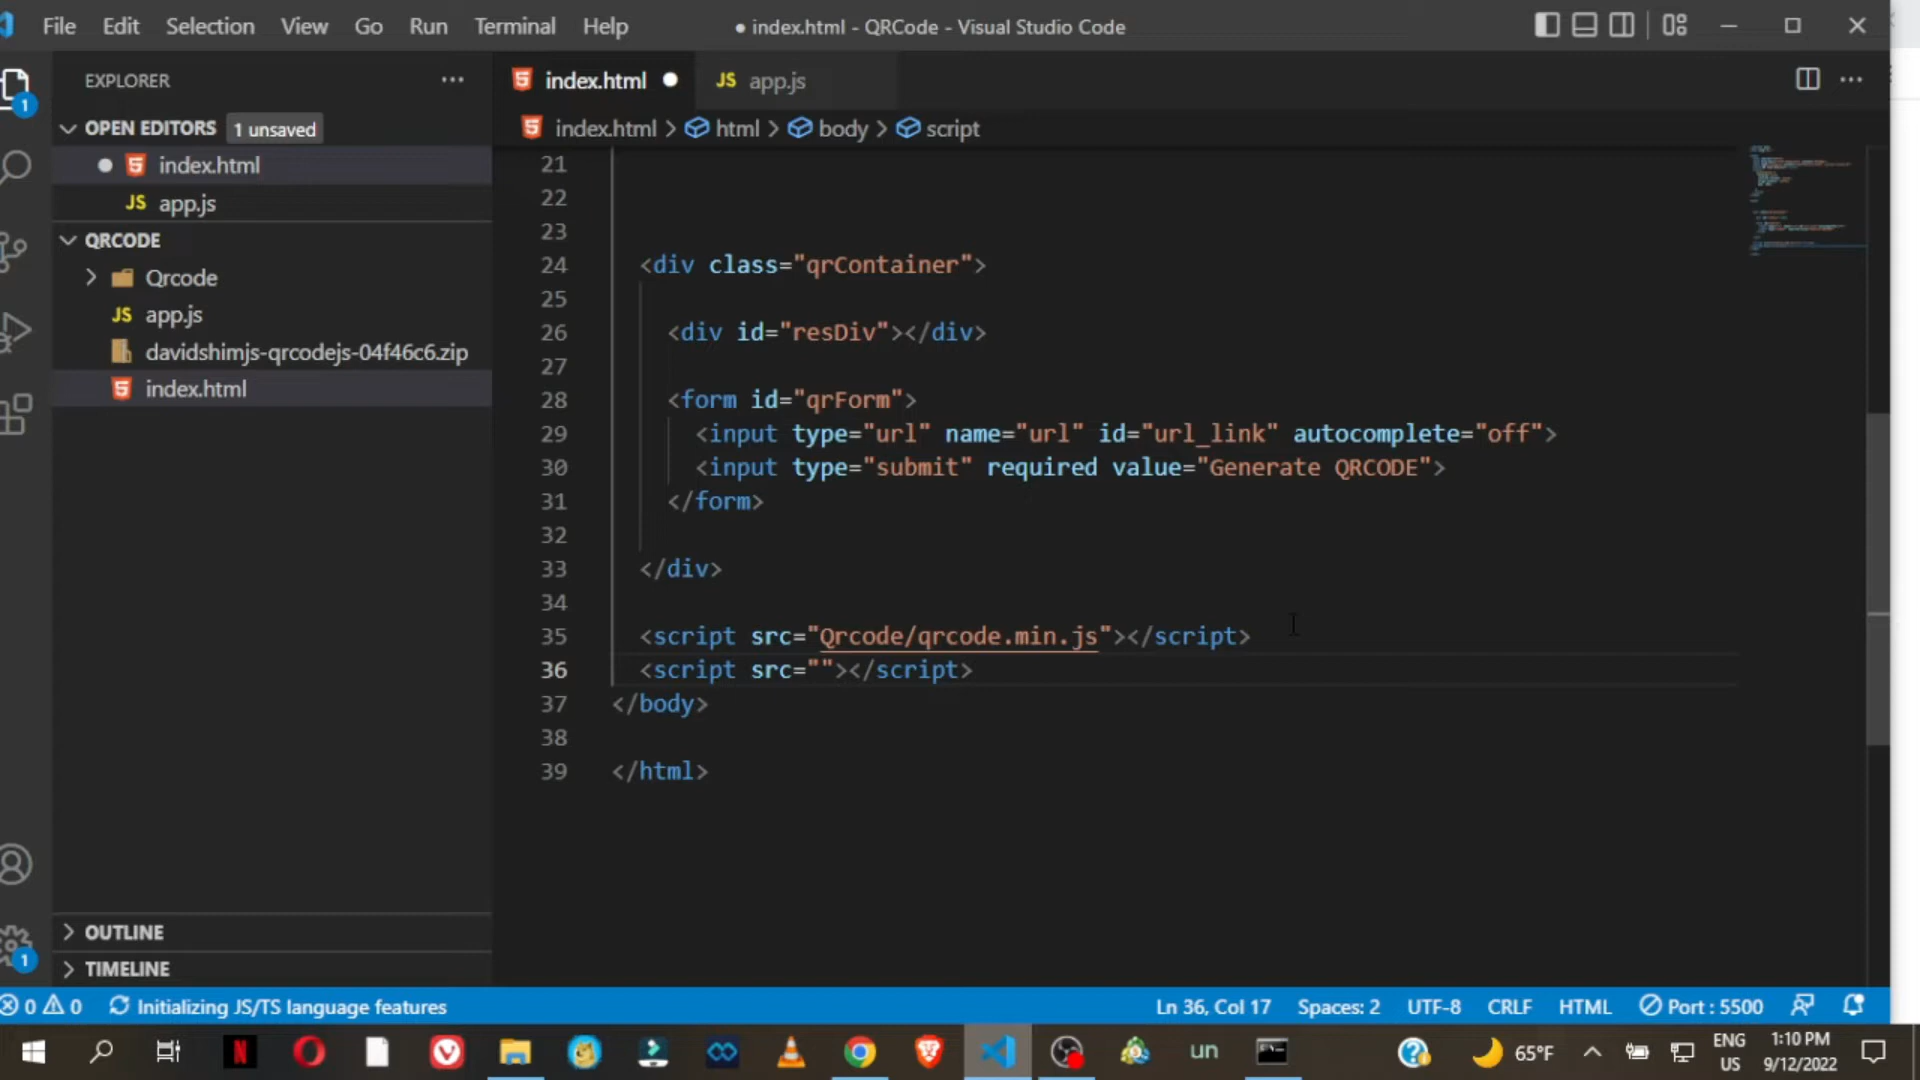 File Edit Selection View Go Run Terminal Help
● index.html - QRCode - Visual Studio Code
EXPLORER
1
OPEN EDITORS 1 unsaved
index.html
JS app.js
QRCODE
Qrcode
JS app.js
davidshimjs-qrcodejs-04f46c6.zip
index.html
OUTLINE
TIMELINE
1
index.html
JS app.js
index.html > html > body > script
21
22
23
24 <div class="qrContainer">
25
26 <div id="resDiv"></div>
27
28 <form id="qrForm">
29 <input type="url" name="url" id="url_link" autocomplete="off">
30 <input type="submit" required value="Generate QRCODE">
31 </form>
32
33 </div>
34
35 <script src="Qrcode/qrcode.min.js"></script>
36 <script src=""></script>
37 </body>
38
39 </html>
0 0 Initializing JS/TS language features
Ln 36, Col 17 Spaces: 2 UTF-8 CRLF HTML Port : 5500
N
un
65°F
ENG
US
1:10 PM
9/12/2022